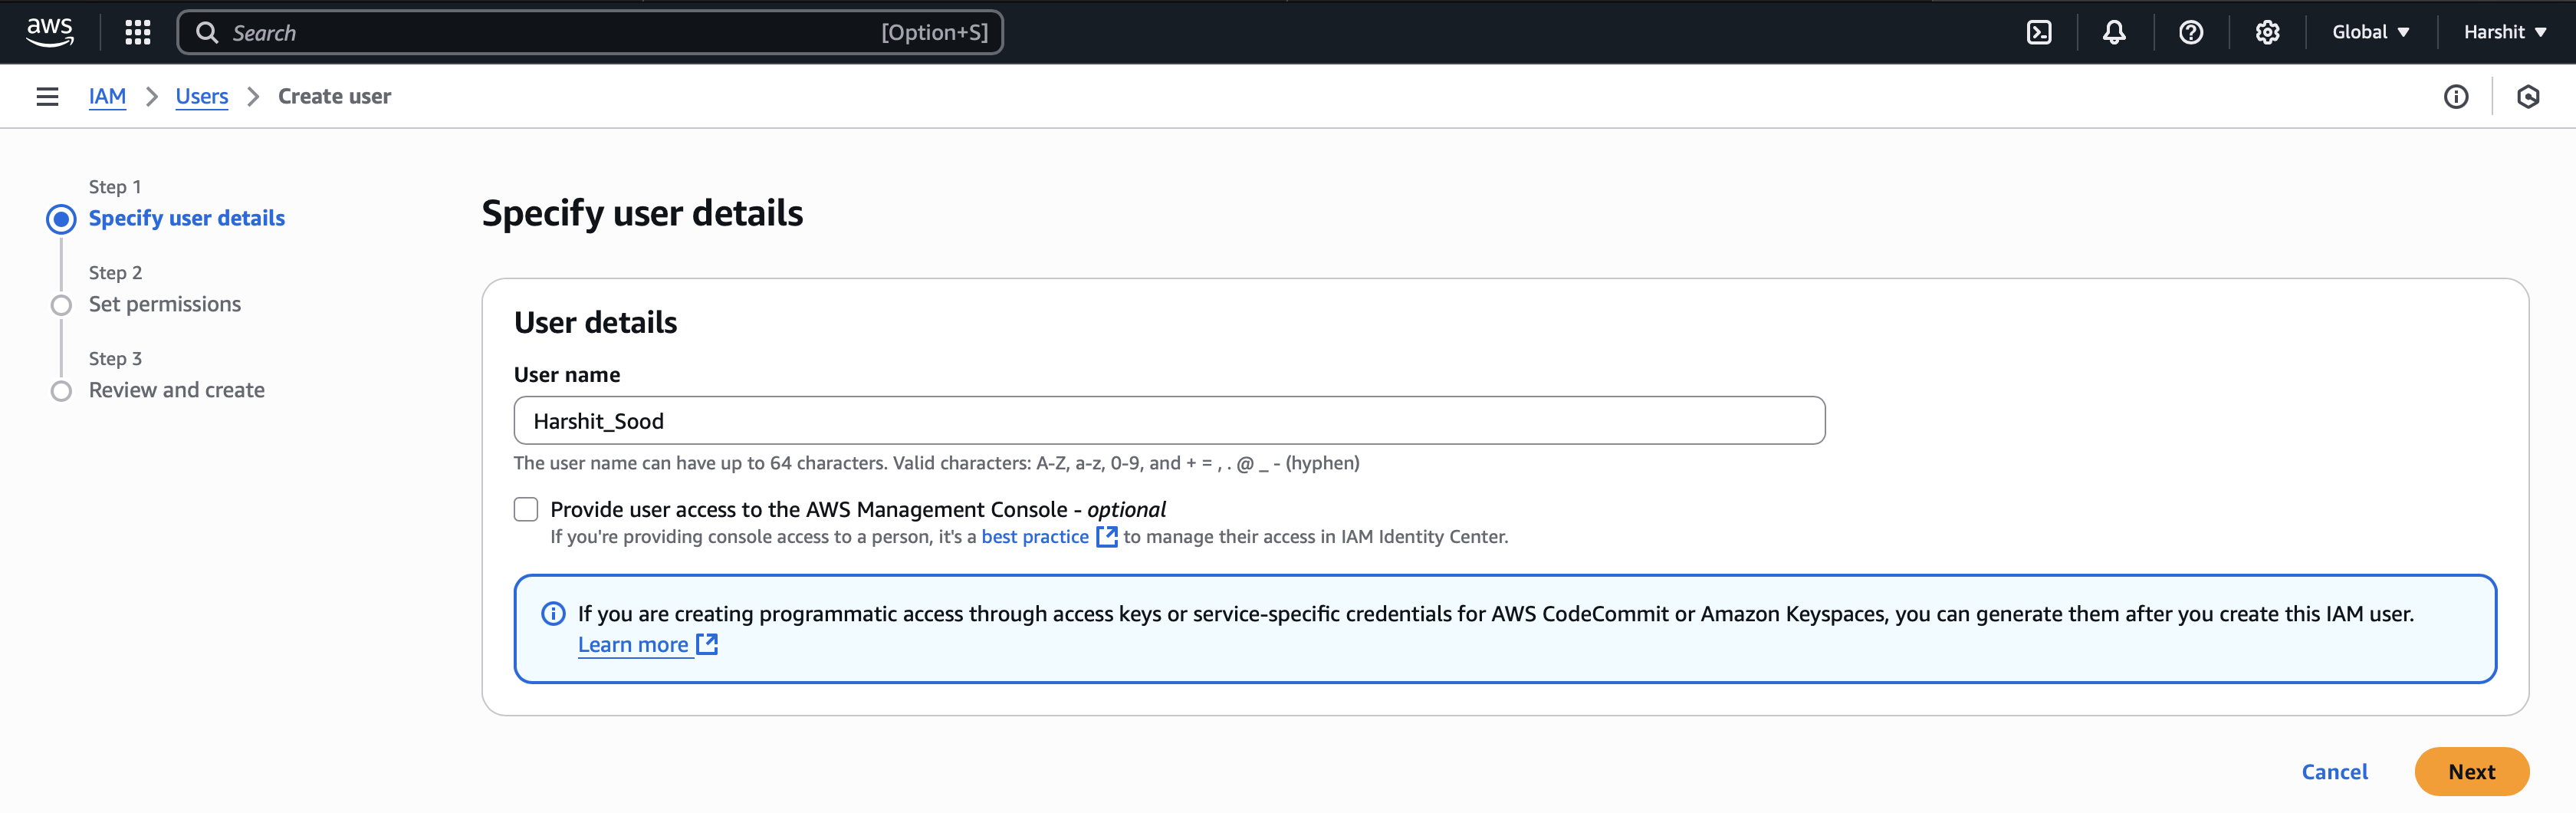 aws
Search
[Option+S]
Global
Harshit
IAM
Users
Create user
Step 1
Specify user details
Step 2
Set permissions
Step 3
Review and create
Specify user details
User details
User name
Harshit_Sood
The user name can have up to 64 characters. Valid characters: A-Z, a-z, 0-9, and + = , . @ _ - (hyphen)
Provide user access to the AWS Management Console - optional
If you're providing console access to a person, it's a best practice to manage their access in IAM Identity Center.
If you are creating programmatic access through access keys or service-specific credentials for AWS CodeCommit or Amazon Keyspaces, you can generate them after you create this IAM user.
Learn more
Cancel
Next